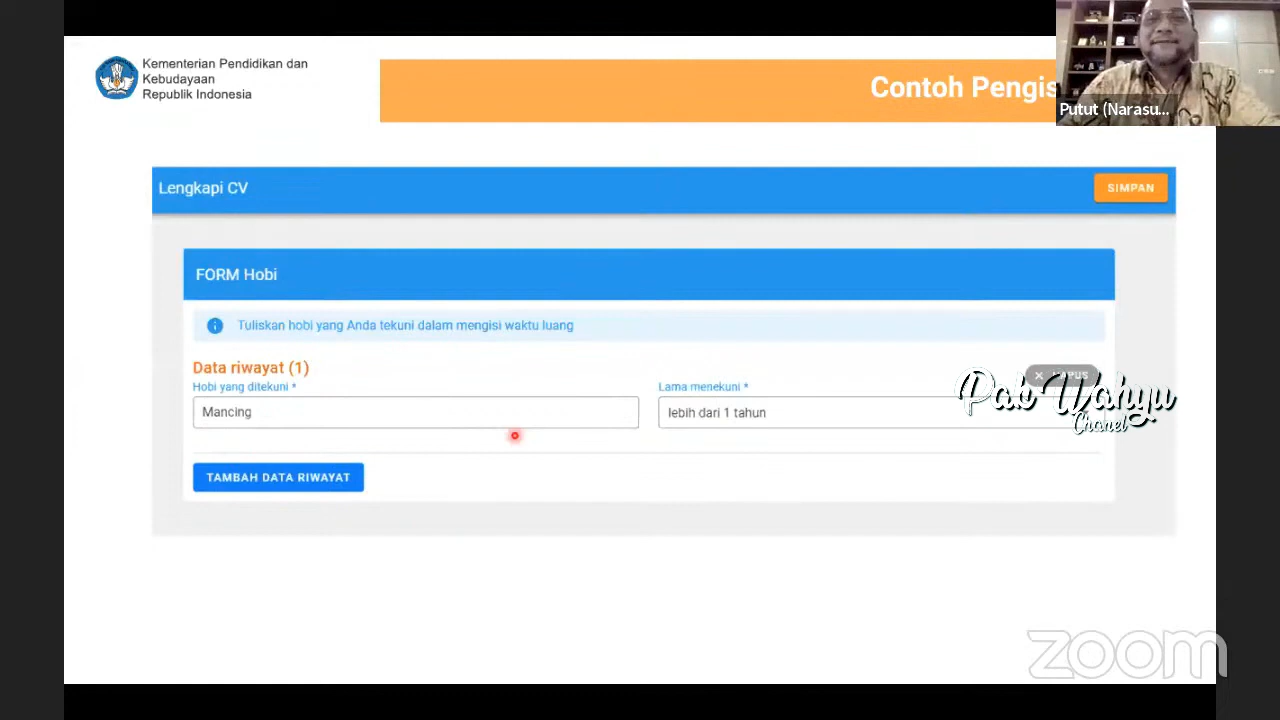 Kementerian Pendidikan dan
Kebudayaan
Republik Indonesia
Contoh Pengis
Putut (Narasu...
Lengkapi CV
SIMPAN
FORM Hobi
Tuliskan hobi yang Anda tekuni dalam mengisi waktu luang
Data riwayat (1)
HAPUS
Hobi yang ditekuni *
Lama menekuni *
Mancing
lebih dari 1 tahun
Pak Wahyu
Chanel
TAMBAH DATA RIWAYAT
zoom